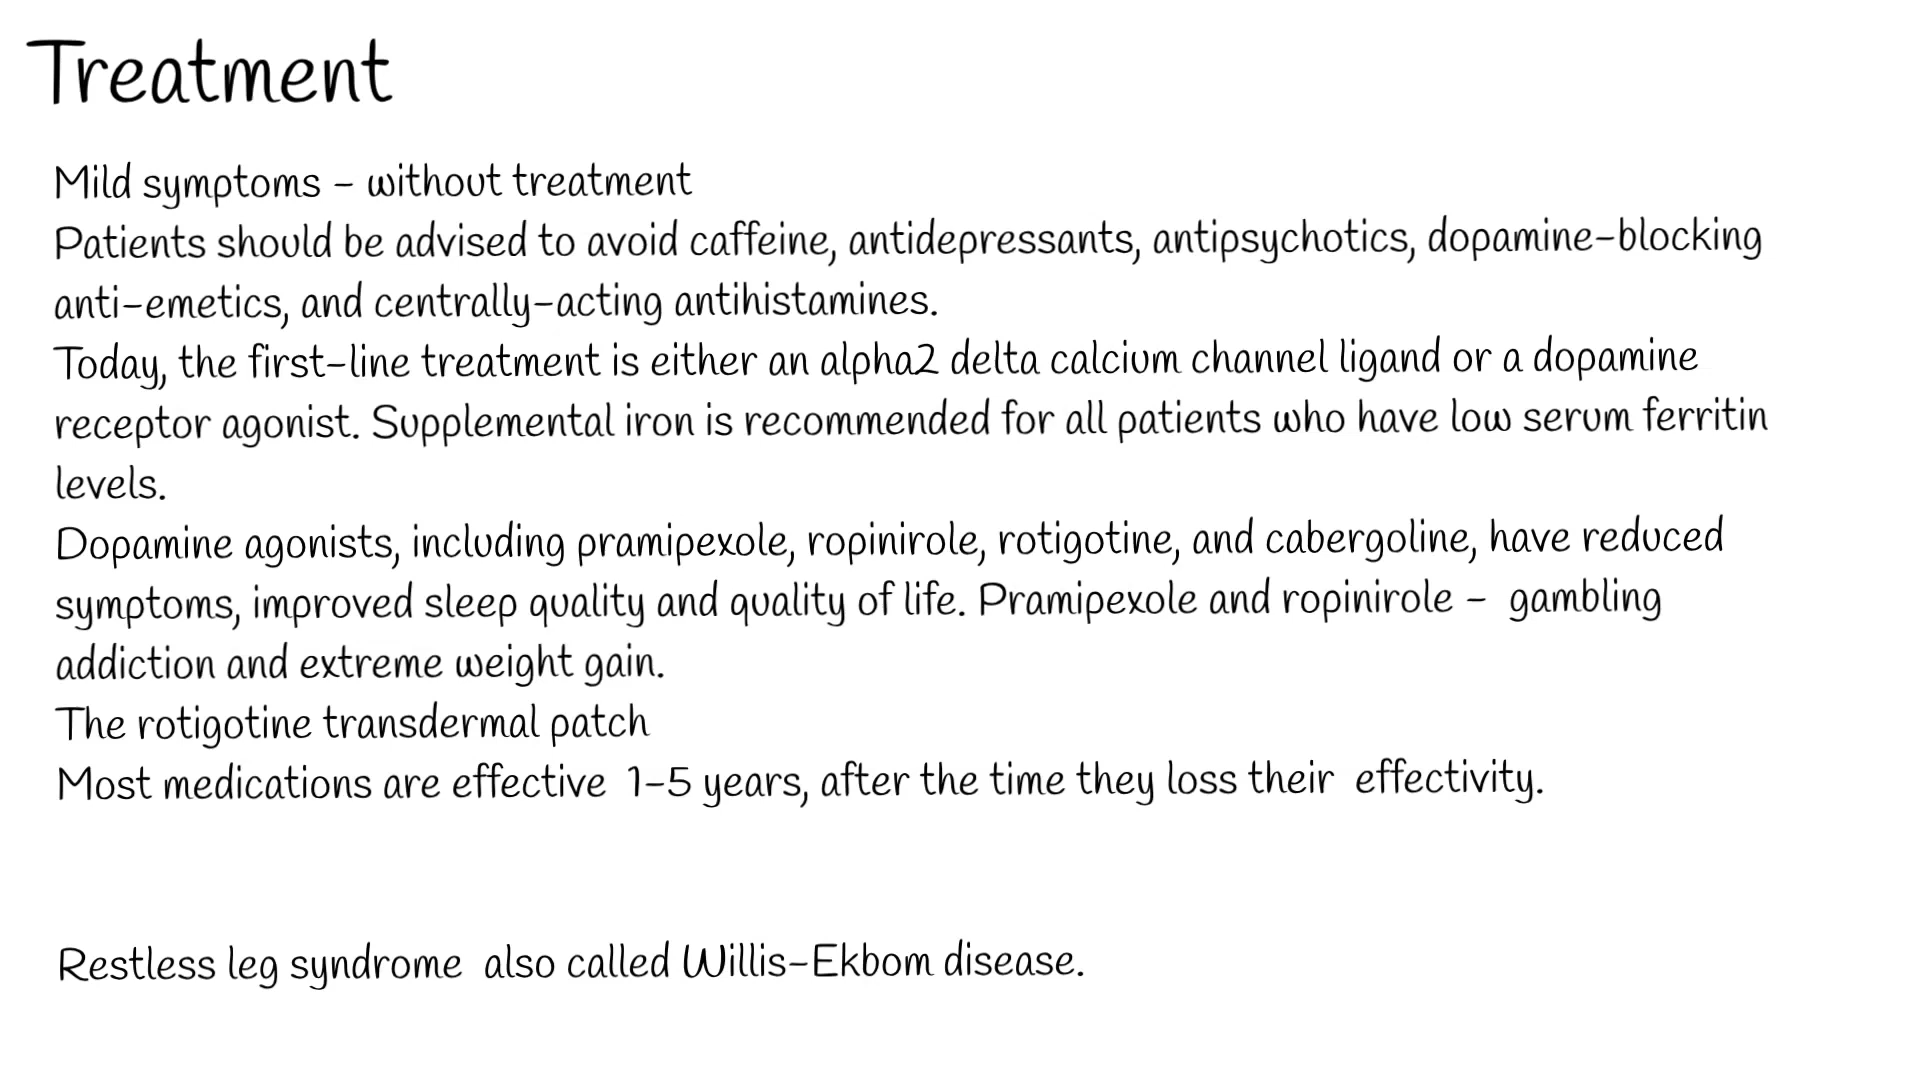 Treatment
Mild symptoms - without treatment
Patients should be advised to avoid caffeine, antidepressants, antipsychotics, dopamine-blocking
anti-emetics, and centrally-acting antihistamines.
Today, the first-line treatment is either an alpha2 delta calcium channel ligand or a dopamine
receptor agonist. Supplemental iron is recommended for all patients who have low serum ferritin
levels.
Dopamine agonists, including pramipexole, ropinirole, rotigotine, and cabergoline, have reduced
symptoms, improved sleep quality and quality of life. Pramipexole and ropinirole - gambling
addiction and extreme weight gain.
The rotigotine transdermal patch
Most medications are effective 1-5 years, after the time they loss their effectivity.
Restless leg syndrome also called Willis-Ekbom disease.